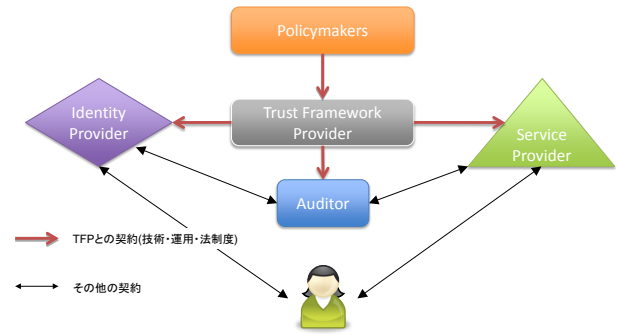 Policymakers
Identity
Provider
Trust Framework
Provider
Service
Provider
Auditor
TFPとの契約(技術・運用・法制度)
その他の契約